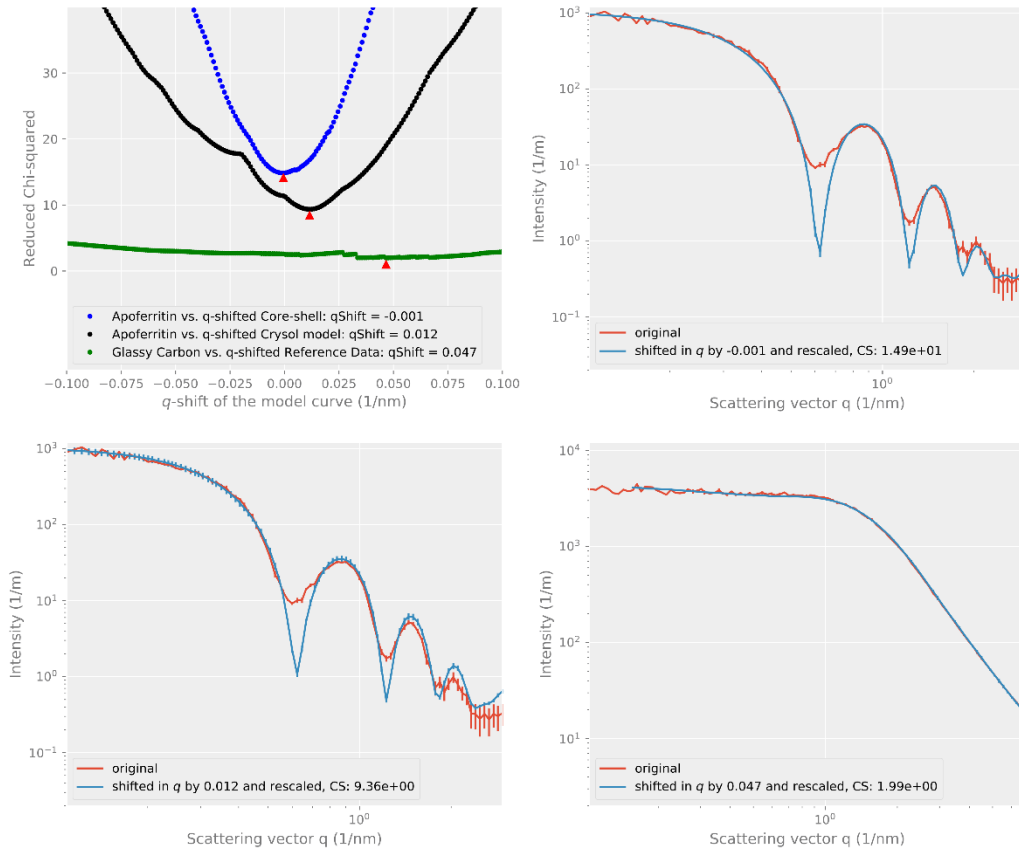 Reduced Chi-squared
30
20
10
0
Apoferritin vs. q-shifted Core-shell: qShift = -0.001
Apoferritin vs. q-shifted Crysol model: qShift = 0.012
Glassy Carbon vs. q-shifted Reference Data: qShift = 0.047
−0.100 −0.075 −0.050 −0.025 0.000 0.025 0.050 0.075 0.100
q-shift of the model curve (1/nm)
Intensity (1/m)
10³
10²
10¹
10⁰
10⁻¹
original
shifted in q by -0.001 and rescaled, CS: 1.49e+01
10⁰
Scattering vector q (1/nm)
Intensity (1/m)
10³
10²
10¹
10⁰
10⁻¹
original
shifted in q by 0.012 and rescaled, CS: 9.36e+00
10⁰
Scattering vector q (1/nm)
Intensity (1/m)
10⁴
10³
10²
10¹
original
shifted in q by 0.047 and rescaled, CS: 1.99e+00
10⁰
Scattering vector q (1/nm)